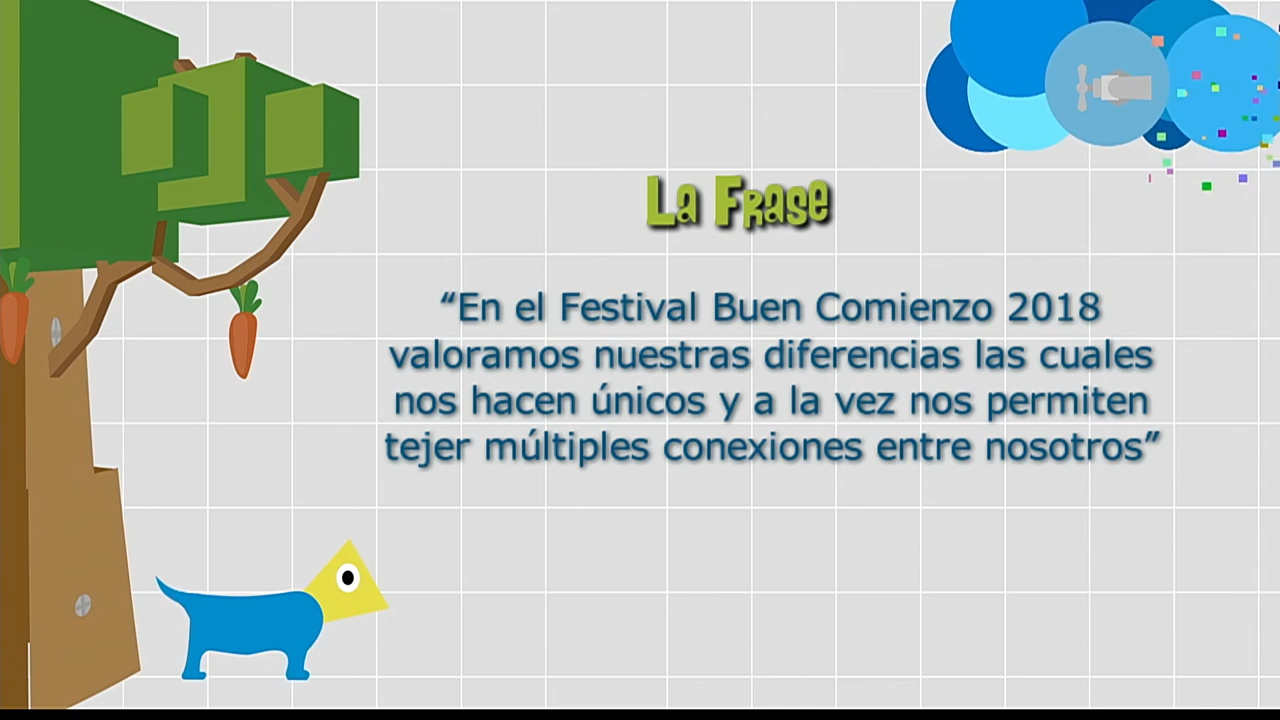 La Frase
“En el Festival Buen Comienzo 2018
valoramos nuestras diferencias las cuales
nos hacen únicos y a la vez nos permiten
tejer múltiples conexiones entre nosotros”